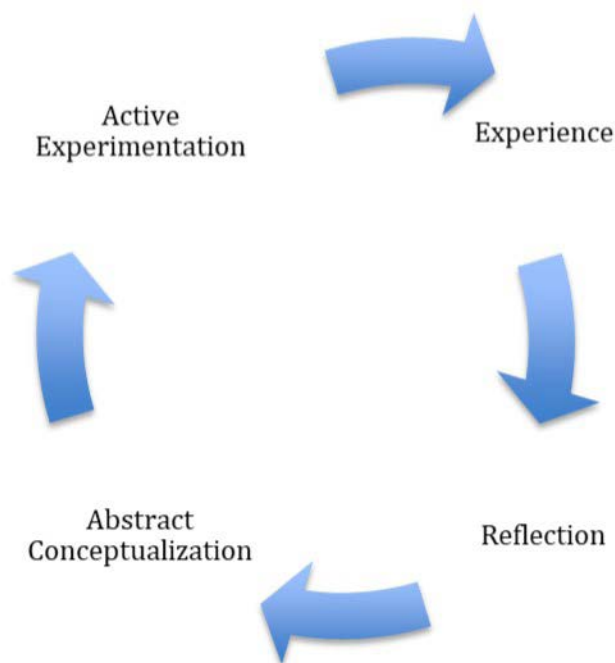 Active
Experimentation
Experience
Abstract
Conceptualization
Reflection